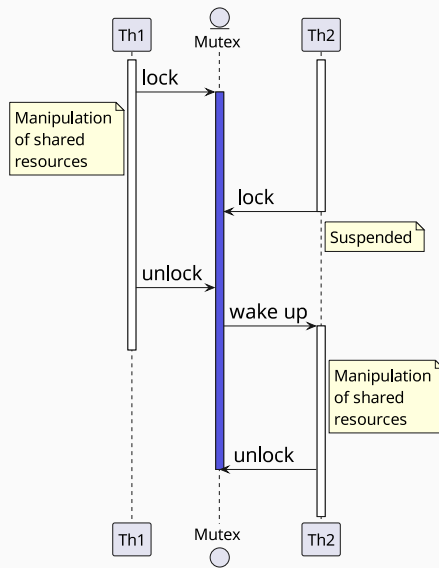 Th1
Mutex
Th2
lock
Manipulation
of shared
resources
lock
Suspended
unlock
wake up
Manipulation
of shared
resources
unlock
Th1
Mutex
Th2